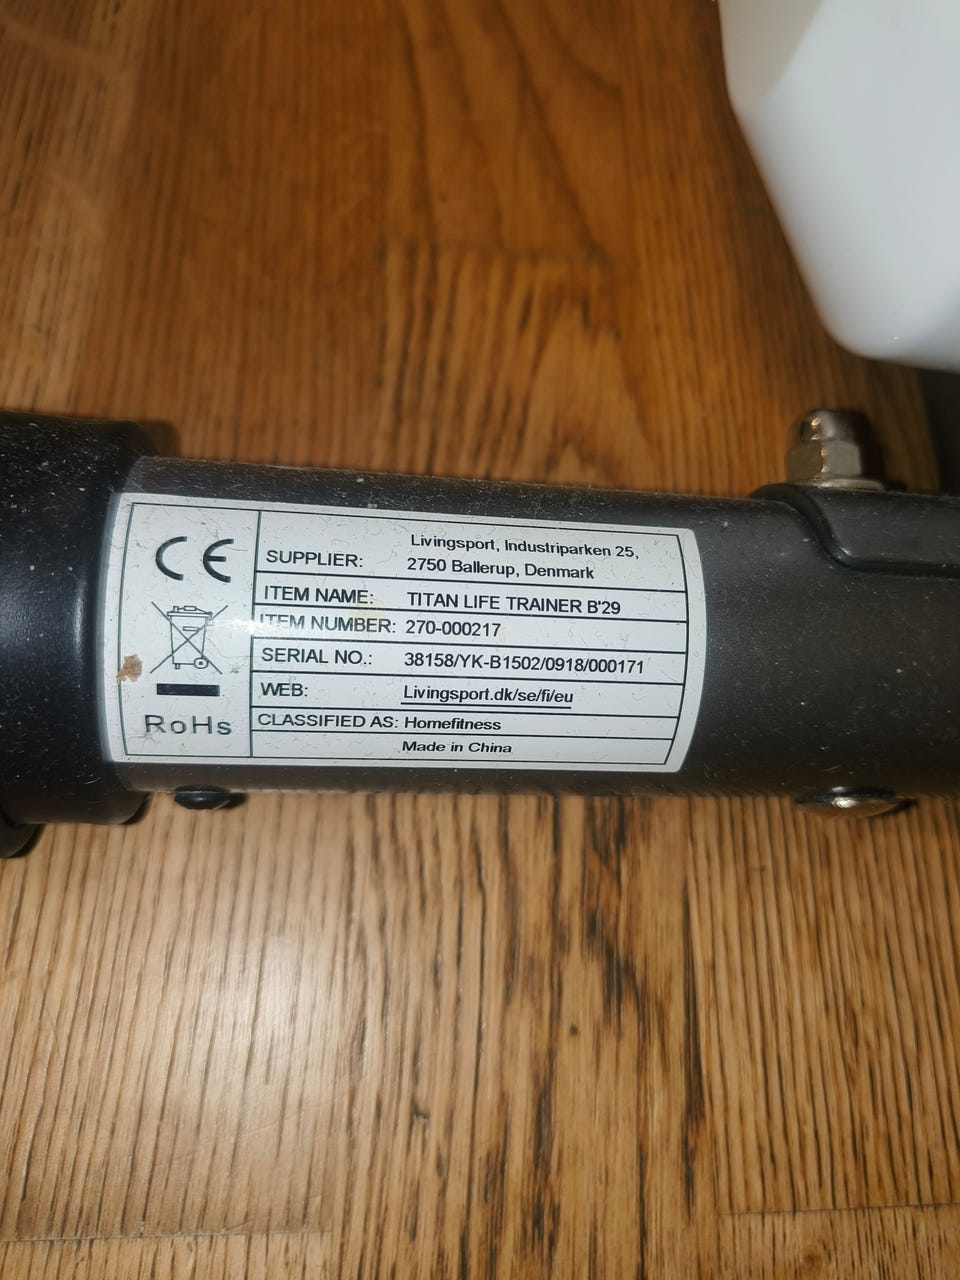 CE
RoHs
SUPPLIER: Livingsport, Industriparken 25,
2750 Ballerup, Denmark
ITEM NAME: TITAN LIFE TRAINER B'29
ITEM NUMBER: 270-000217
SERIAL NO.: 38158/YK-B1502/0918/000171
WEB: Livingsport.dk/se/fi/eu
CLASSIFIED AS: Homefitness
Made in China